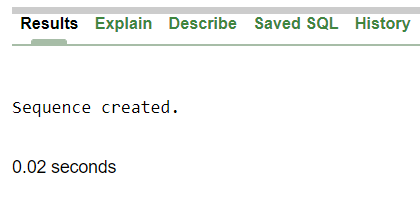 Results Explain Describe Saved SQL History
Sequence created.
0.02 seconds